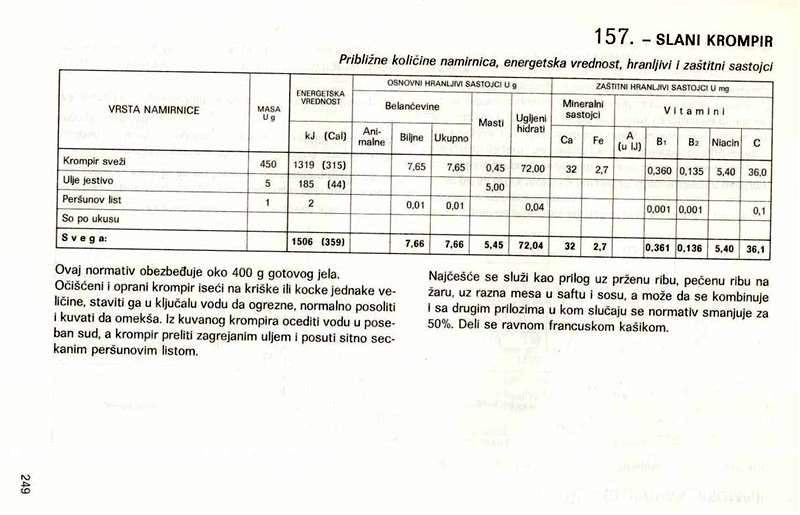 157. – SLANI KROMPIR
Približne količine namirnica, energetska vrednost, hranljivi i zaštitni sastojci
VRSTA NAMIRNICE MASA U g ENERGETSKA VREDNOST kJ (Cal) OSNOVNI HRANLJIVI SASTOJCI U g Belančevine Animalne Biljne Ukupno Masti Ugljeni hidrati ZAŠTITNI HRANLJIVI SASTOJCI U mg Mineralni sastojci Ca Fe Vitamini A (u IJ) B1 B2 Niacin C
Krompir sveži 450 1319 (315) 7,65 7,65 0,45 72,00 32 2,7 0,360 0,135 5,40 36,0
Ulje jestivo 5 185 (44) 5,00
Peršunov list 1 2 0,01 0,01 0,04 0,001 0,001 0,1
So po ukusu
Svega: 1506 (359) 7,66 7,66 5,45 72,04 32 2,7 0,361 0,136 5,40 36,1
Ovaj normativ obezbeđuje oko 400 g gotovog jela.
Očišćeni i oprani krompir iseći na kriške ili kocke jednake ve-
ličine, staviti ga u ključalu vodu da ogrezne, normalno posoliti
i kuvati da omekša. Iz kuvanog krompira ocediti vodu u pose-
ban sud, a krompir preliti zagrejanim uljem i posuti sitno sec-
kanim peršunovim listom.
Najčešće se služi kao prilog uz prženu ribu, pečenu ribu na
žaru, uz razna mesa u saftu i sosu, a može da se kombinuje
i sa drugim prilozima u kom slučaju se normativ smanjuje za
50%. Deli se ravnom francuskom kašikom.
249